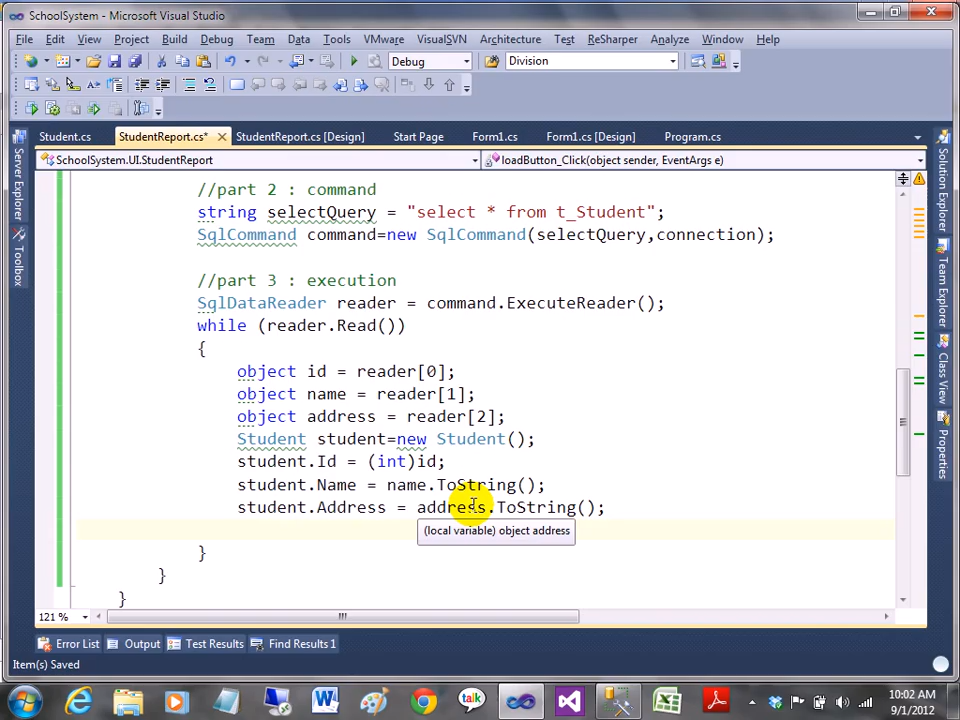 SchoolSystem - Microsoft Visual Studio
File Edit View Project Build Debug Team Data Tools VMware VisualSVN Architecture Test ReSharper Analyze Window Help
Debug Division
Student.cs StudentReport.cs* StudentReport.cs [Design] Start Page Form1.cs Form1.cs [Design] Program.cs
SchoolSystem.UI.StudentReport loadButton_Click(object sender, EventArgs e)
Server Explorer
Toolbox
//part 2 : command
string selectQuery = "select * from t_Student";
SqlCommand command=new SqlCommand(selectQuery,connection);
//part 3 : execution
SqlDataReader reader = command.ExecuteReader();
while (reader.Read())
{
object id = reader[0];
object name = reader[1];
object address = reader[2];
Student student=new Student();
student.Id = (int)id;
student.Name = name.ToString();
student.Address = address.ToString();
(local variable) object address
}
}
}
Solution Explorer
Team Explorer
Class View
Properties
121 %
Error List Output Test Results Find Results 1
Item(s) Saved
talk
10:02 AM
9/1/2012